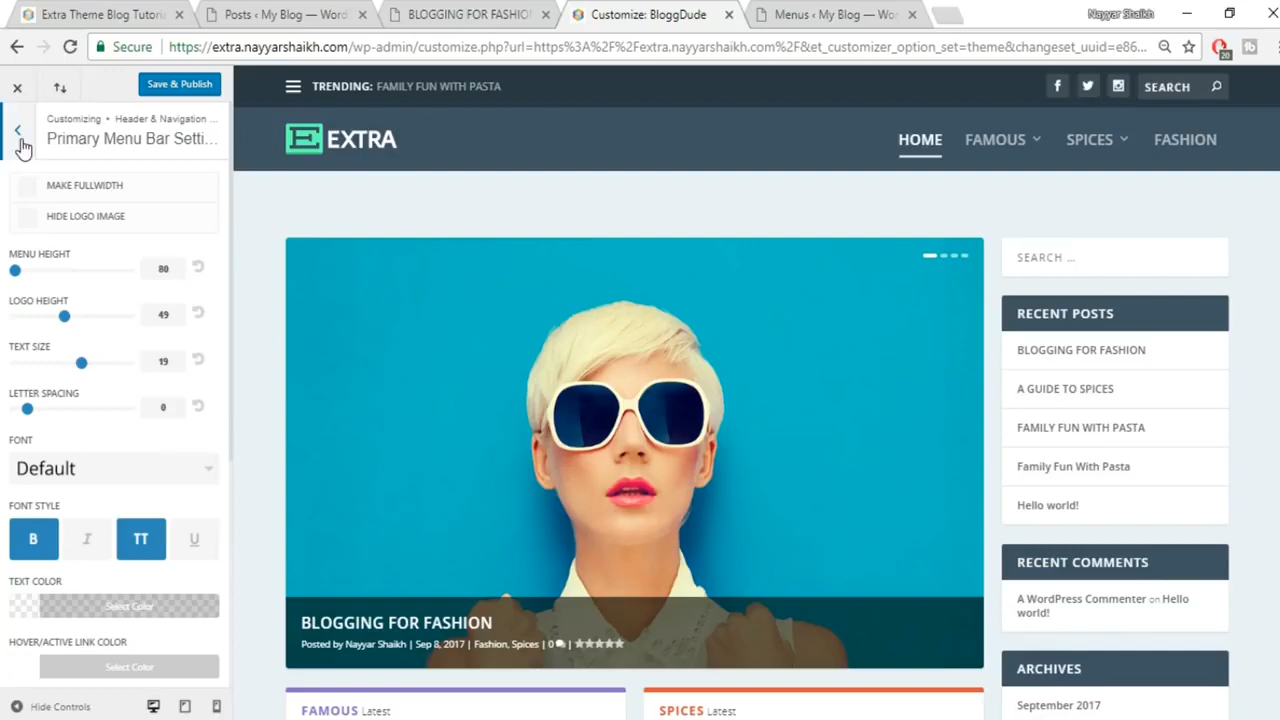 Extra Theme Blog Tutori
Posts ‹ My Blog — Word
BLOGGING FOR FASHIO
Customize: BloggDude
Menus ‹ My Blog — Wo
Nayyar Shaikh
Secure
https://extra.nayyarshaikh.com/wp-admin/customize.php?url=https%3A%2F%2Fextra.nayyarshaikh.com%2F&et_customizer_option_set=theme&changeset_uuid=e86...
20
Save & Publish
Customizing • Header & Navigation ...
Primary Menu Bar Setti...
MAKE FULLWIDTH
HIDE LOGO IMAGE
MENU HEIGHT
80
LOGO HEIGHT
49
TEXT SIZE
19
LETTER SPACING
0
FONT
Default
FONT STYLE
B I TT U
TEXT COLOR
Select Color
HOVER/ACTIVE LINK COLOR
Select Color
Hide Controls
TRENDING: FAMILY FUN WITH PASTA
SEARCH
E EXTRA
HOME FAMOUS SPICES FASHION
BLOGGING FOR FASHION
Posted by Nayyar Shaikh | Sep 8, 2017 | Fashion, Spices | 0 |
FAMOUS Latest
SPICES Latest
SEARCH ...
RECENT POSTS
BLOGGING FOR FASHION
A GUIDE TO SPICES
FAMILY FUN WITH PASTA
Family Fun With Pasta
Hello world!
RECENT COMMENTS
A WordPress Commenter on Hello
world!
ARCHIVES
September 2017